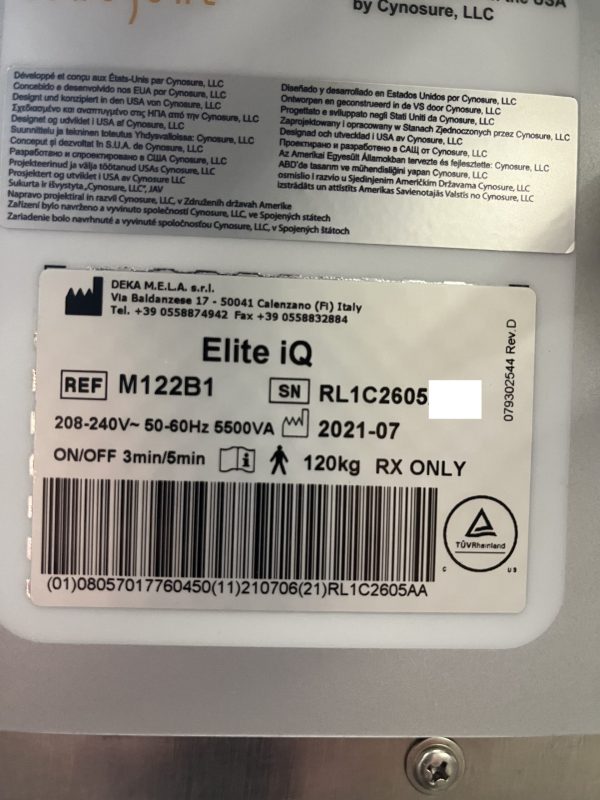 the USA
by Cynosure, LLC
Développé et conçu aux États-Unis par Cynosure, LLC
Concebido e desenvolvido nos EUA por Cynosure, LLC
Designt und konzipiert in den USA von Cynosure, LLC
Σχεδιασμένο και αναπτυγμένο στις ΗΠΑ από την Cynosure, LLC
Designet og udviklet i USA af Cynosure, LLC
Suunnittelu ja tekninen toteutus Yhdysvalloissa: Cynosure, LLC
Conceput și dezvoltat în S.U.A. de Cynosure, LLC
Разработано и спроектировано в США Cynosure, LLC
Projekteerinud ja välja töötanud USAs Cynosure, LLC
Prosjektert og utviklet i USA av Cynosure LLC
Sukurta ir išvystyta „Cynosure, LLC", JAV
Napravo projektiral in razvil Cynosure, LLC, v Združenih državah Amerike
Zařízení bylo navrženo a vyvinuto společností Cynosure, LLC, ve Spojených státech
Zariadenie bolo navrhnuté a vyvinuté spoločnosťou Cynosure, LLC, v Spojených štátoch
Diseñado y desarrollado en Estados Unidos por Cynosure, LLC
Ontworpen en geconstrueerd in de VS door Cynosure, LLC
Progettato e sviluppato negli Stati Uniti da Cynosure, LLC
Zaprojektowany i opracowany w Stanach Zjednoczonych przez Cynosure, LLC
Designad och utvecklad i USA av Cynosure, LLC
Проектирано и разработено в САЩ от Cynosure, LLC
Az Amerikai Egyesült Államokban tervezte és fejlesztette: Cynosure, LLC
ABD'de tasarım ve mühendisliğini yapan Cynosure, LLC
osmislio i razvio u Sjedinjenim Američkim Državama Cynosure, LLC
Izstrādāts un attīstīts Amerikas Savienotajās Valstīs no Cynosure, LLC
DEKA M.E.L.A. s.r.l.
Via Baldanzese 17 - 50041 Calenzano (FI) Italy
Tel. +39 0558874942 Fax +39 0558832884
Elite iQ
REF M122B1 SN RL1C2605
208-240V~ 50-60Hz 5500VA 2021-07
ON/OFF 3min/5min i 120kg RX ONLY
079302544 Rev.D
TÜVRheinland
C US
(01)08057017760450(11)210706(21)RL1C2605AA